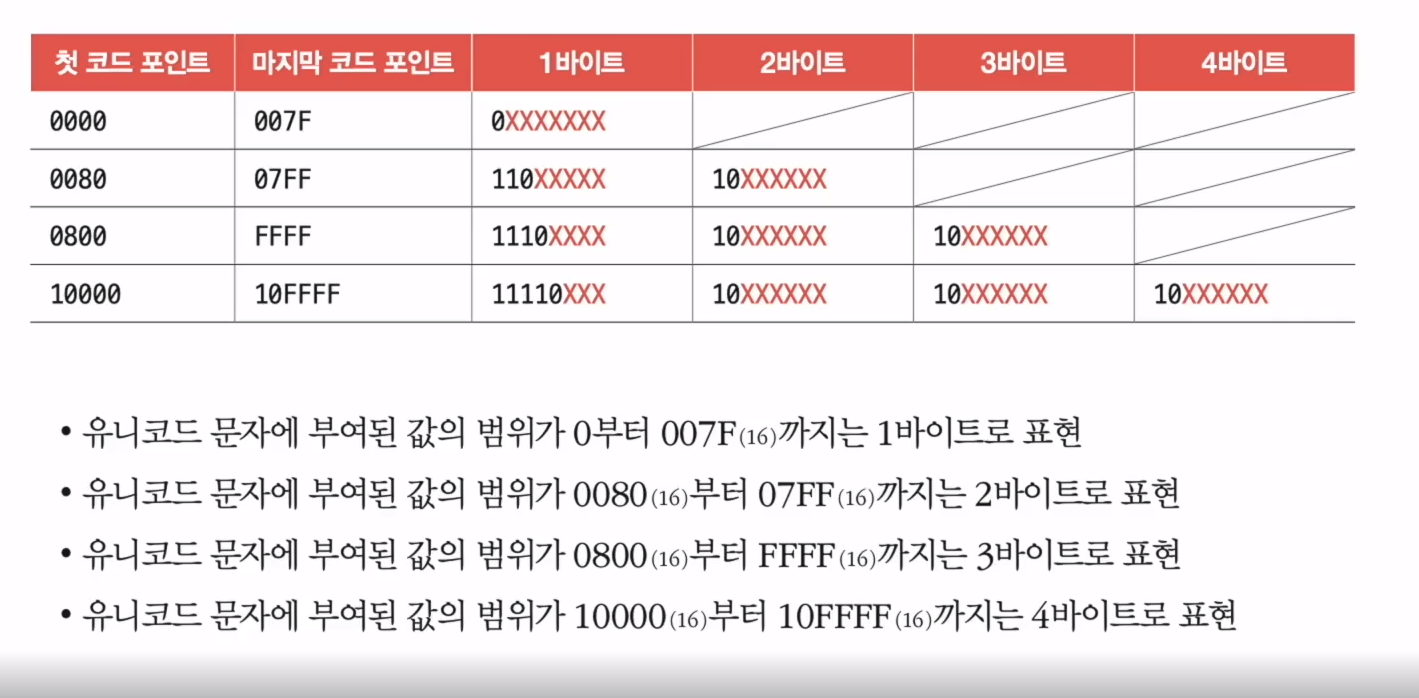 첫 코드 포인트 마지막 코드 포인트 1바이트 2바이트 3바이트 4바이트
0000 007F 0XXXXXXX
0080 07FF 110XXXXX 10XXXXXX
0800 FFFF 1110XXXX 10XXXXXX 10XXXXXX
10000 10FFFF 11110XXX 10XXXXXX 10XXXXXX 10XXXXXX
• 유니코드 문자에 부여된 값의 범위가 0부터 007F(16)까지는 1바이트로 표현
• 유니코드 문자에 부여된 값의 범위가 0080(16)부터 07FF(16)까지는 2바이트로 표현
• 유니코드 문자에 부여된 값의 범위가 0800(16)부터 FFFF(16)까지는 3바이트로 표현
• 유니코드 문자에 부여된 값의 범위가 10000(16)부터 10FFFF(16)까지는 4바이트로 표현